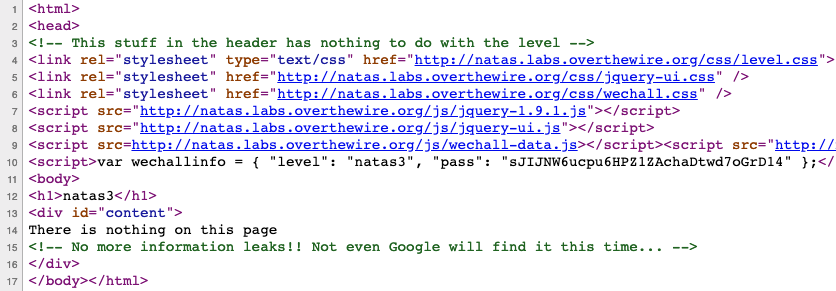 1 <html>
2 <head>
3 <!-- This stuff in the header has nothing to do with the level -->
4 <link rel="stylesheet" type="text/css" href="http://natas.labs.overthewire.org/css/level.css">
5 <link rel="stylesheet" href="http://natas.labs.overthewire.org/css/jquery-ui.css" />
6 <link rel="stylesheet" href="http://natas.labs.overthewire.org/css/wechall.css" />
7 <script src="http://natas.labs.overthewire.org/js/jquery-1.9.1.js"></script>
8 <script src="http://natas.labs.overthewire.org/js/jquery-ui.js"></script>
9 <script src=http://natas.labs.overthewire.org/js/wechall-data.js></script><script src="http://
10 <script>var wechallinfo = { "level": "natas3", "pass": "sJIJNW6ucpu6HPZ1ZAchaDtwd7oGrD14" };</
11 <body>
12 <h1>natas3</h1>
13 <div id="content">
14 There is nothing on this page
15 <!-- No more information leaks!! Not even Google will find it this time... -->
16 </div>
17 </body></html>